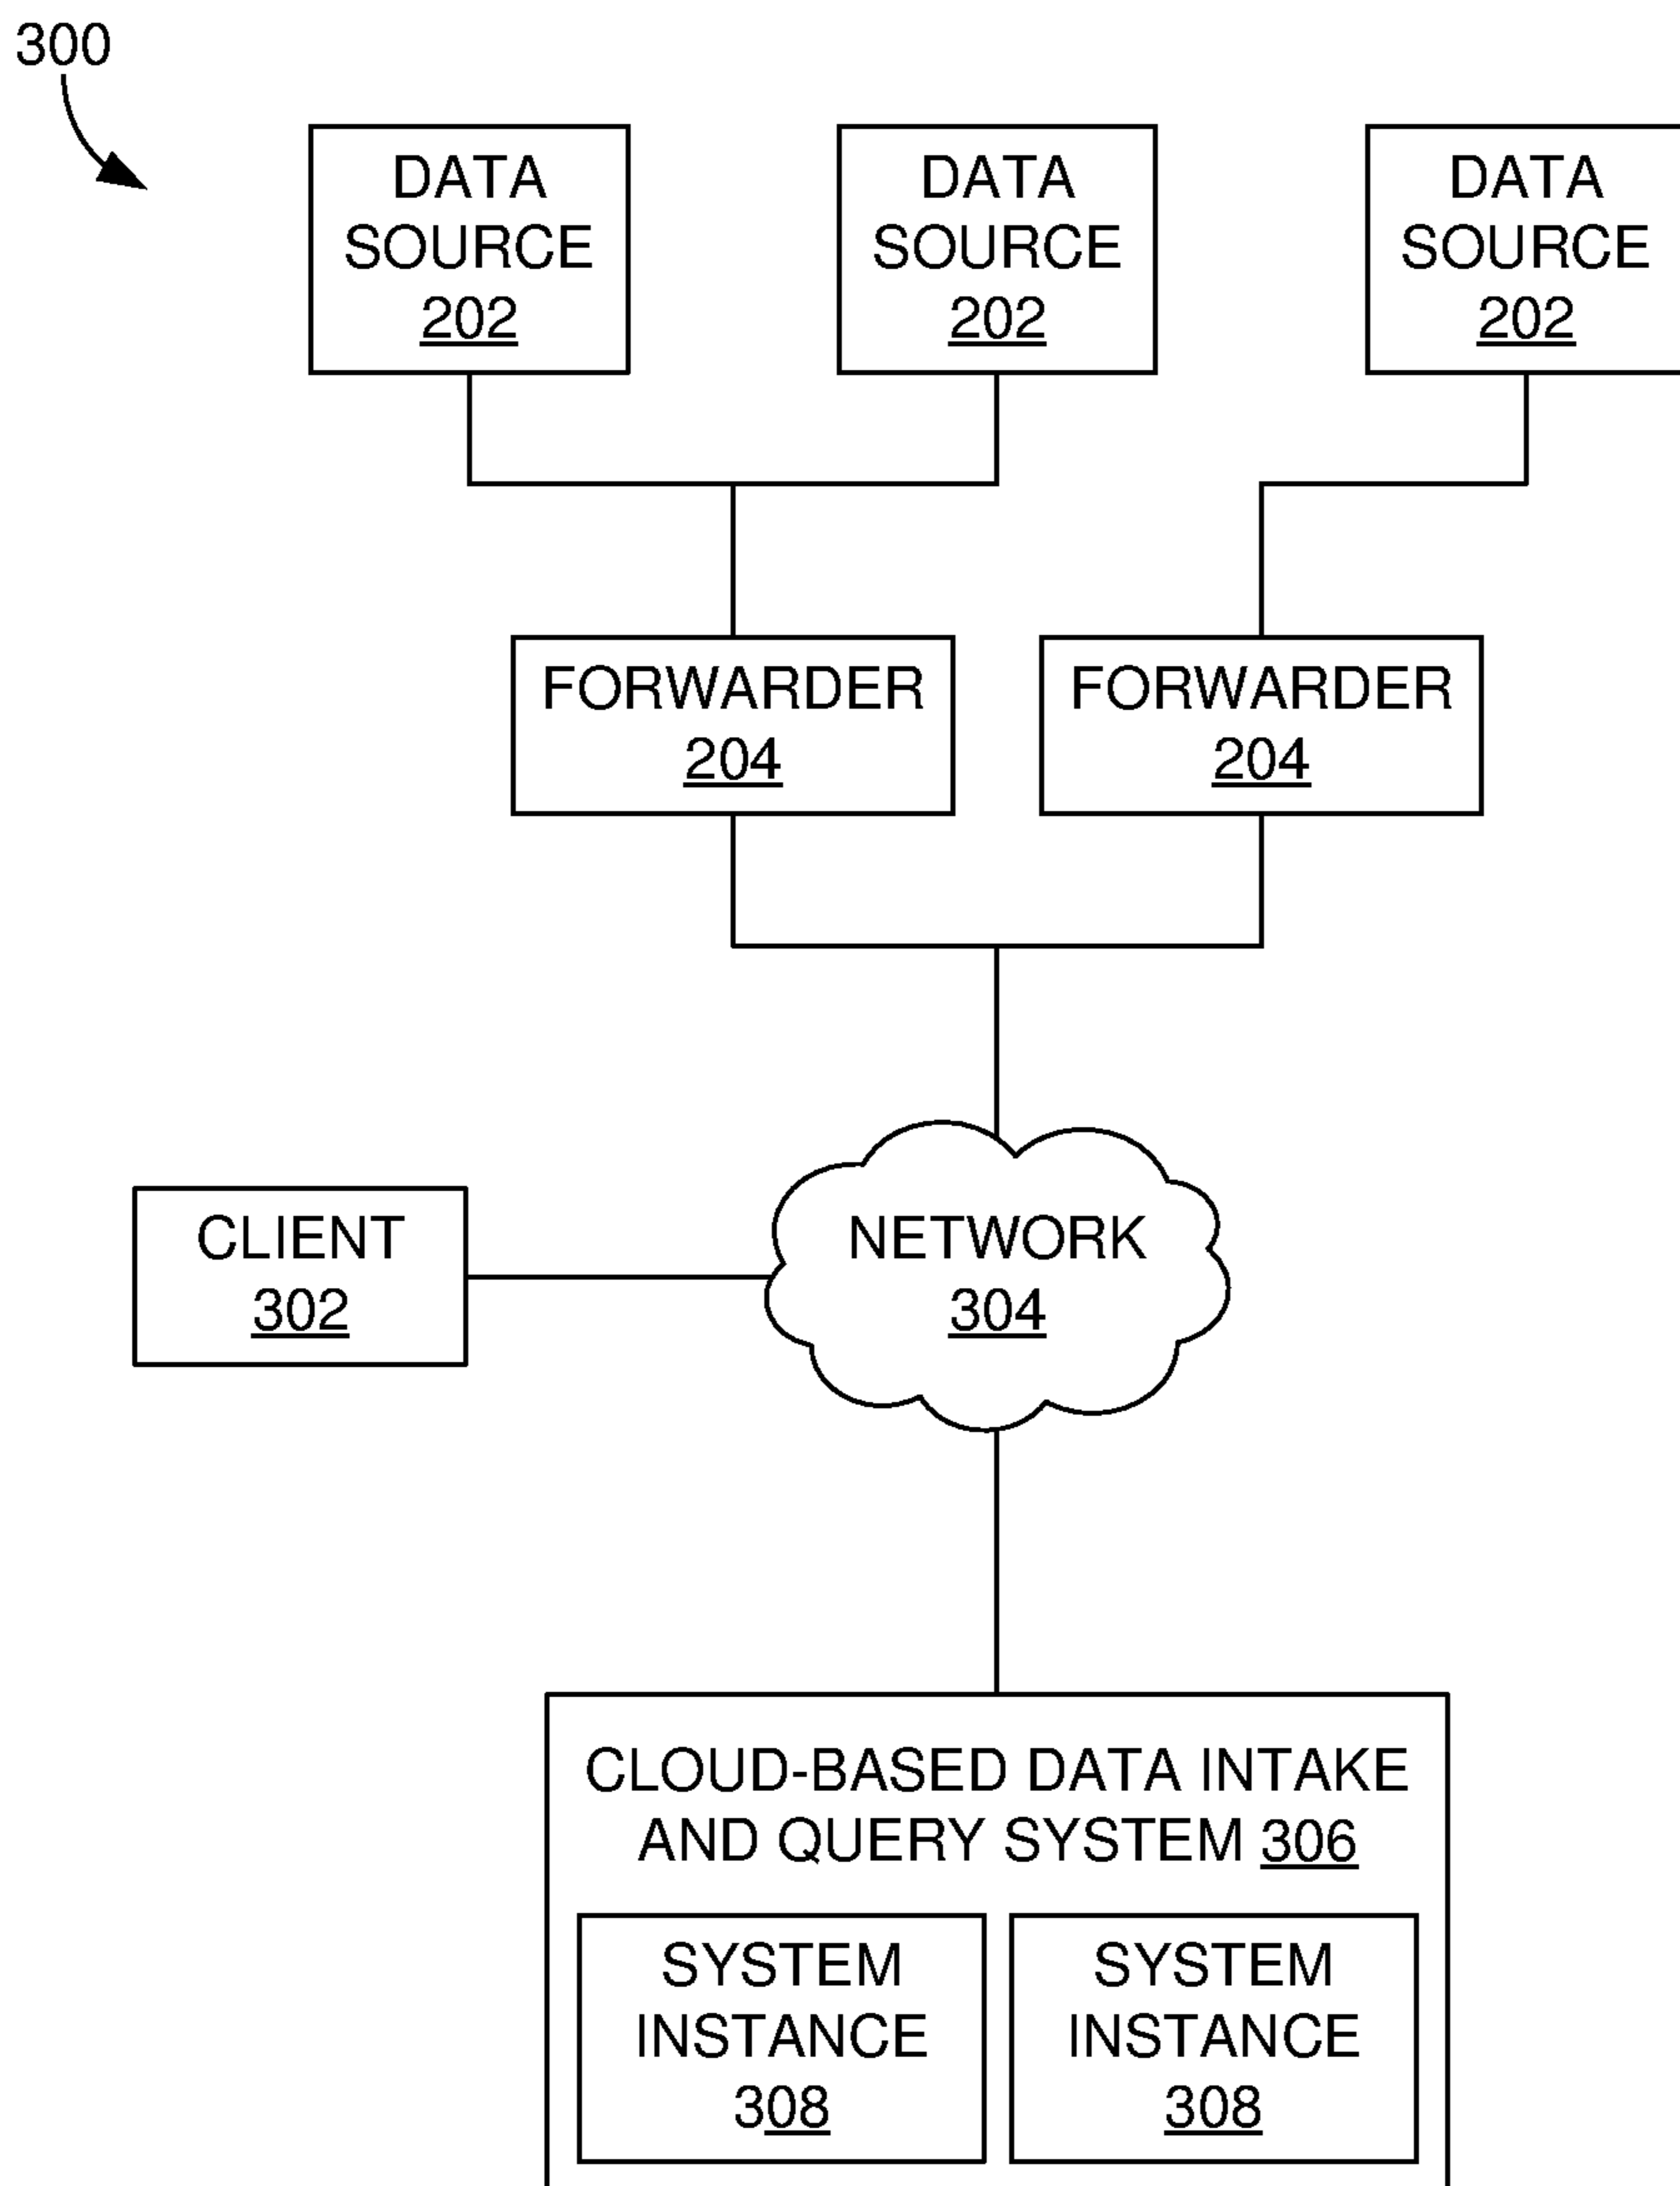 300
DATA
SOURCE
202
DATA
SOURCE
202
DATA
SOURCE
202
FORWARDER
204
FORWARDER
204
CLIENT
302
NETWORK
304
CLOUD-BASED DATA INTAKE
AND QUERY SYSTEM 306
SYSTEM
INSTANCE
308
SYSTEM
INSTANCE
308